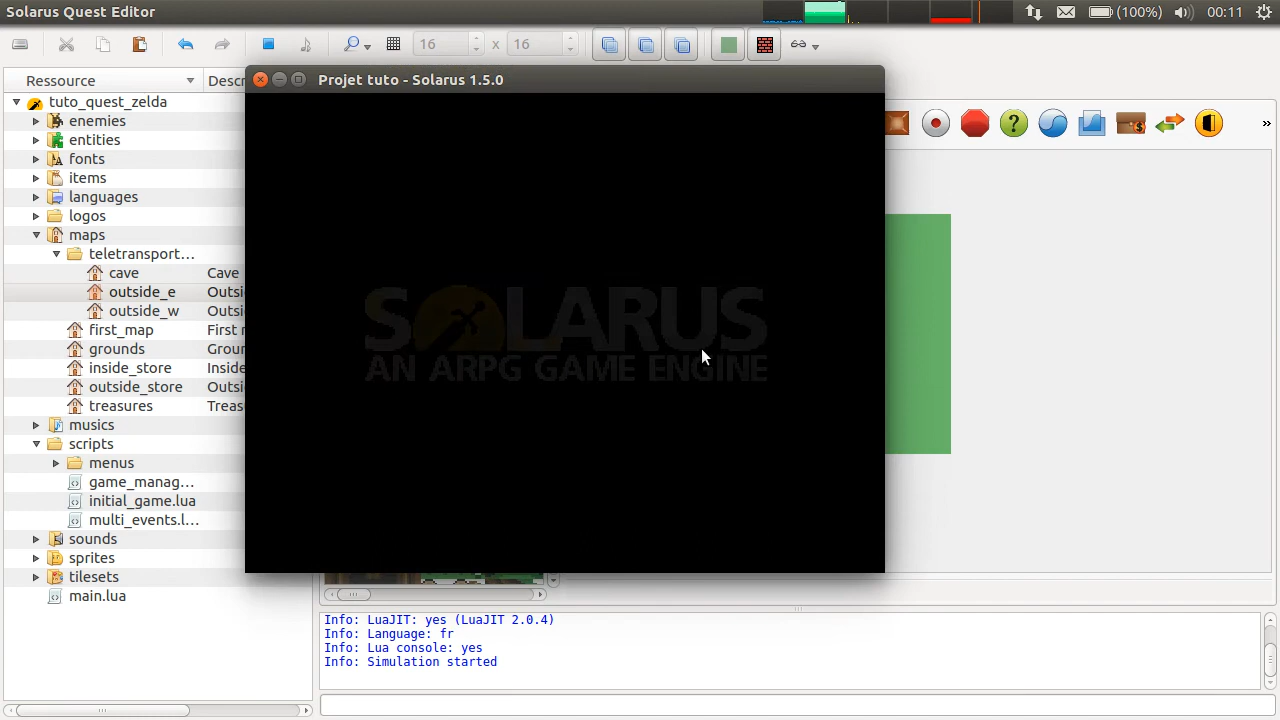 Solarus Quest Editor
(100%)
00:11
16 x 16
Ressource
Descr
Projet tuto - Solarus 1.5.0
tuto_quest_zelda
enemies
entities
fonts
items
languages
logos
maps
teletransport...
cave Cave
outside_e Outsi
outside_w Outsi
first_map First r
grounds Grour
inside_store Inside
outside_store Outsi
treasures Treas
musics
scripts
menus
game_manag...
initial_game.lua
multi_events.l...
sounds
sprites
tilesets
main.lua
SOLARUS
AN ARPG GAME ENGINE
Info: LuaJIT: yes (LuaJIT 2.0.4)
Info: Language: fr
Info: Lua console: yes
Info: Simulation started